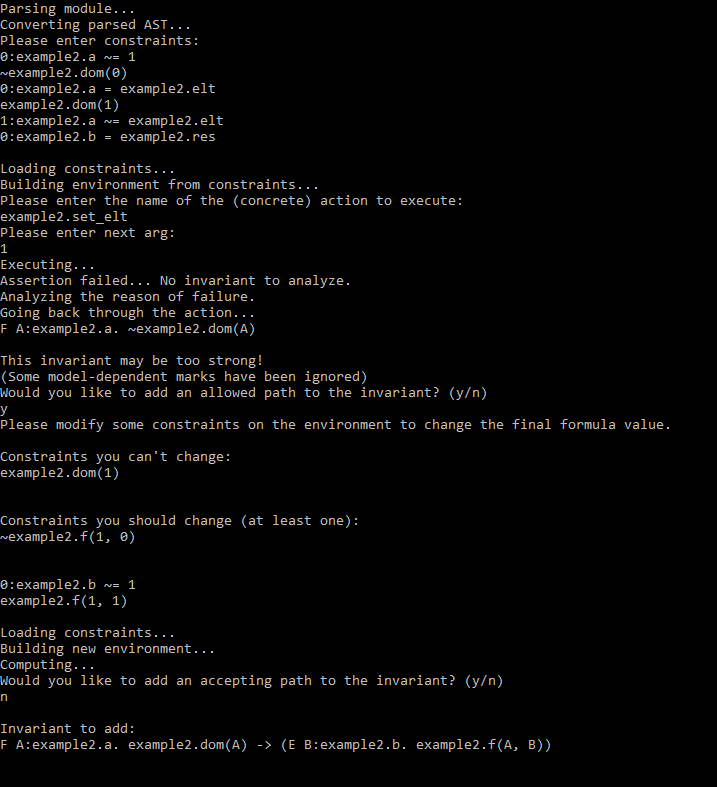 Parsing module...
Converting parsed AST...
Please enter constraints:
0:example2.a ~= 1
~example2.dom(0)
0:example2.a = example2.elt
example2.dom(1)
1:example2.a ~= example2.elt
0:example2.b = example2.res
Loading constraints...
Building environment from constraints...
Please enter the name of the (concrete) action to execute:
example2.set_elt
Please enter next arg:
1
Executing...
Assertion failed... No invariant to analyze.
Analyzing the reason of failure.
Going back through the action...
F A:example2.a. ~example2.dom(A)
This invariant may be too strong!
(Some model-dependent marks have been ignored)
Would you like to add an allowed path to the invariant? (y/n)
y
Please modify some constraints on the environment to change the final formula value.
Constraints you can't change:
example2.dom(1)
Constraints you should change (at least one):
~example2.f(1, 0)
0:example2.b ~= 1
example2.f(1, 1)
Loading constraints...
Building new environment...
Computing...
Would you like to add an accepting path to the invariant? (y/n)
n
Invariant to add:
F A:example2.a. example2.dom(A) -> (E B:example2.b. example2.f(A, B))